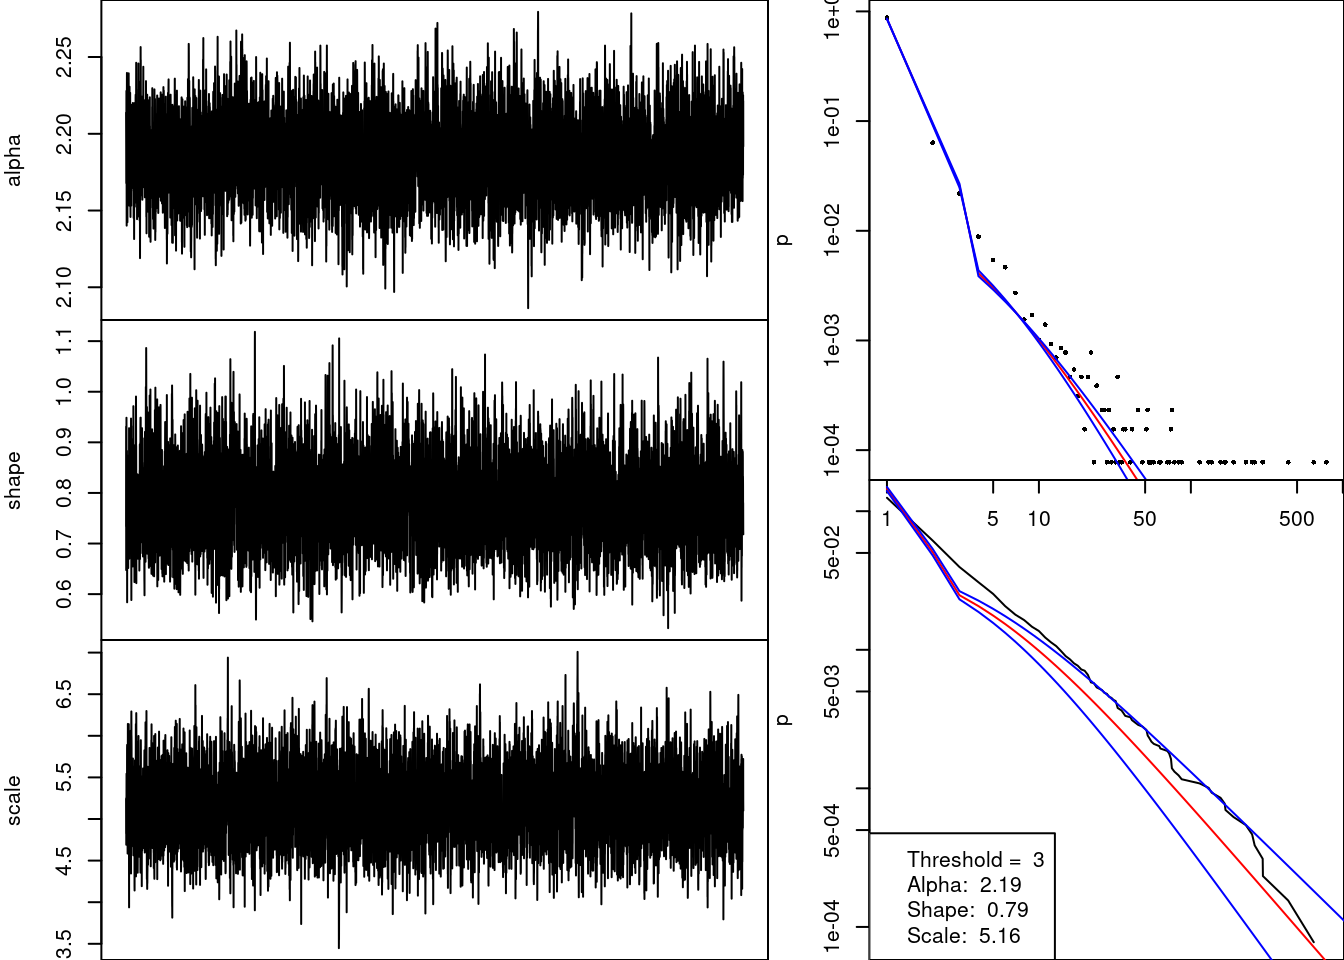 alpha
2.10
2.15
2.20
2.25
shape
0.6
0.7
0.8
0.9
1.0
1.1
scale
3.5
4.5
5.5
6.5
p
1e-04
1e-03
1e-02
1e-01
1e+0
1 5 10 50 500
p
1e-04
5e-04
5e-03
5e-02
Threshold = 3
Alpha: 2.19
Shape: 0.79
Scale: 5.16